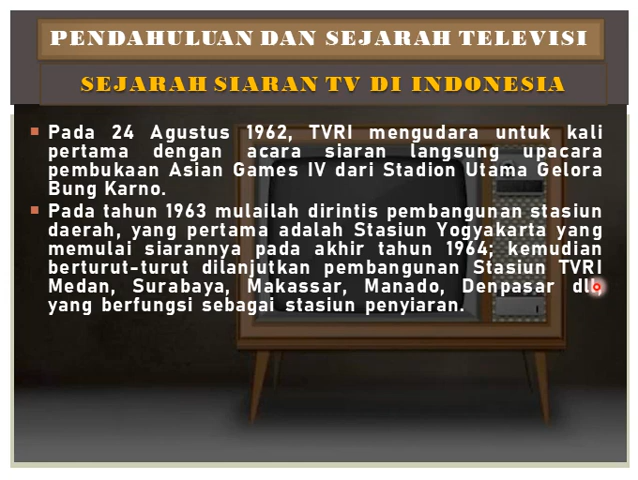 PENDAHULUAN DAN SEJARAH TELEVISI
SEJARAH SIARAN TV DI INDONESIA
Pada 24 Agustus 1962, TVRI mengudara untuk kali
pertama dengan acara siaran langsung upacara
pembukaan Asian Games IV dari Stadion Utama Gelora
Bung Karno.
Pada tahun 1963 mulailah dirintis pembangunan stasiun
daerah, yang pertama adalah Stasiun Yogyakarta yang
memulai siarannya pada akhir tahun 1964; kemudian
berturut-turut dilanjutkan pembangunan Stasiun TVRI
Medan, Surabaya, Makassar, Manado, Denpasar dll,
yang berfungsi sebagai stasiun penyiaran.